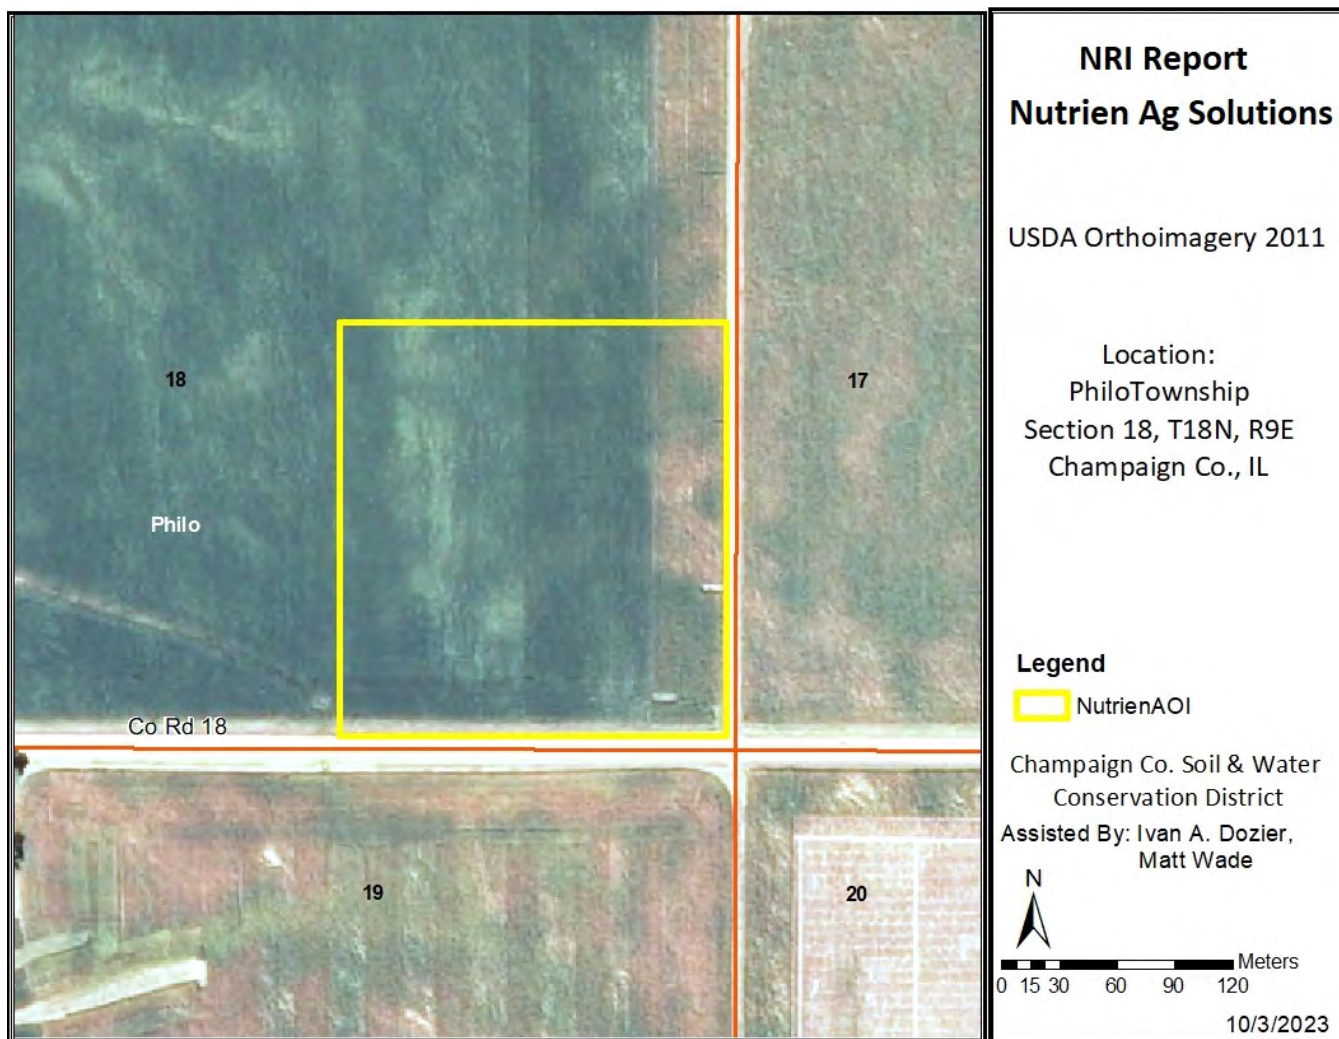 NRI Report
Nutrien Ag Solutions
USDA Orthoimagery 2011
Location:
PhiloTownship
Section 18, T18N, R9E
Champaign Co., IL
18
17
Philo
Co Rd 18
19
20
Legend
NutrienAOI
Champaign Co. Soil & Water
Conservation District
Assisted By: Ivan A. Dozier,
Matt Wade
N
Meters
0 15 30 60 90 120
10/3/2023